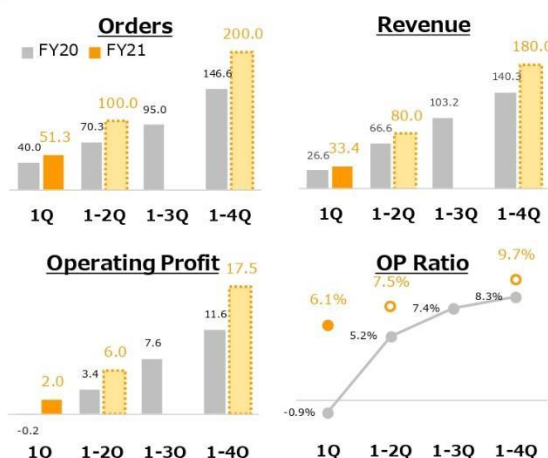 Orders
FY20 FY21
40.0 51.3 70.3 100.0 95.0 146.6 200.0
1Q 1-2Q 1-3Q 1-4Q
Revenue
26.6 33.4 66.6 80.0 103.2 140.3 180.0
1Q 1-2Q 1-3Q 1-4Q
Operating Profit
-0.2 2.0 3.4 6.0 7.6 11.6 17.5
1Q 1-2Q 1-3Q 1-4Q
OP Ratio
6.1% 7.5% 9.7%
-0.9% 5.2% 7.4% 8.3%
1Q 1-2Q 1-3Q 1-4Q